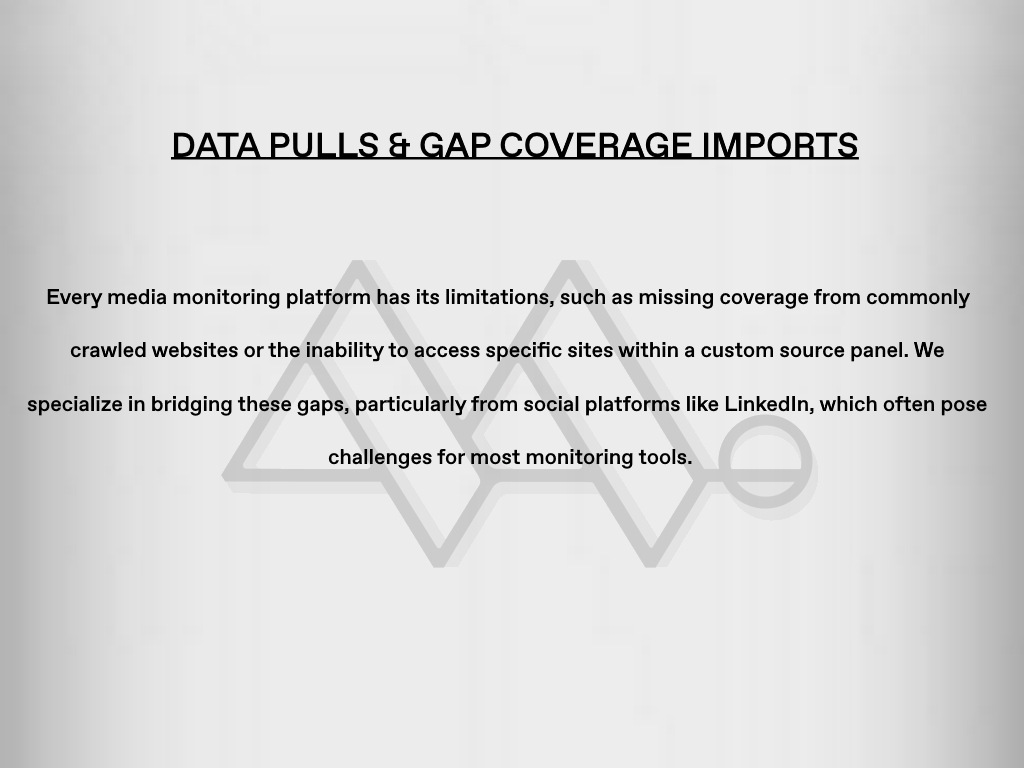 DATA PULLS & GAP COVERAGE IMPORTS
Every media monitoring platform has its limitations, such as missing coverage from commonly
crawled websites or the inability to access specific sites within a custom source panel. We
specialize in bridging these gaps, particularly from social platforms like LinkedIn, which often pose
challenges for most monitoring tools.